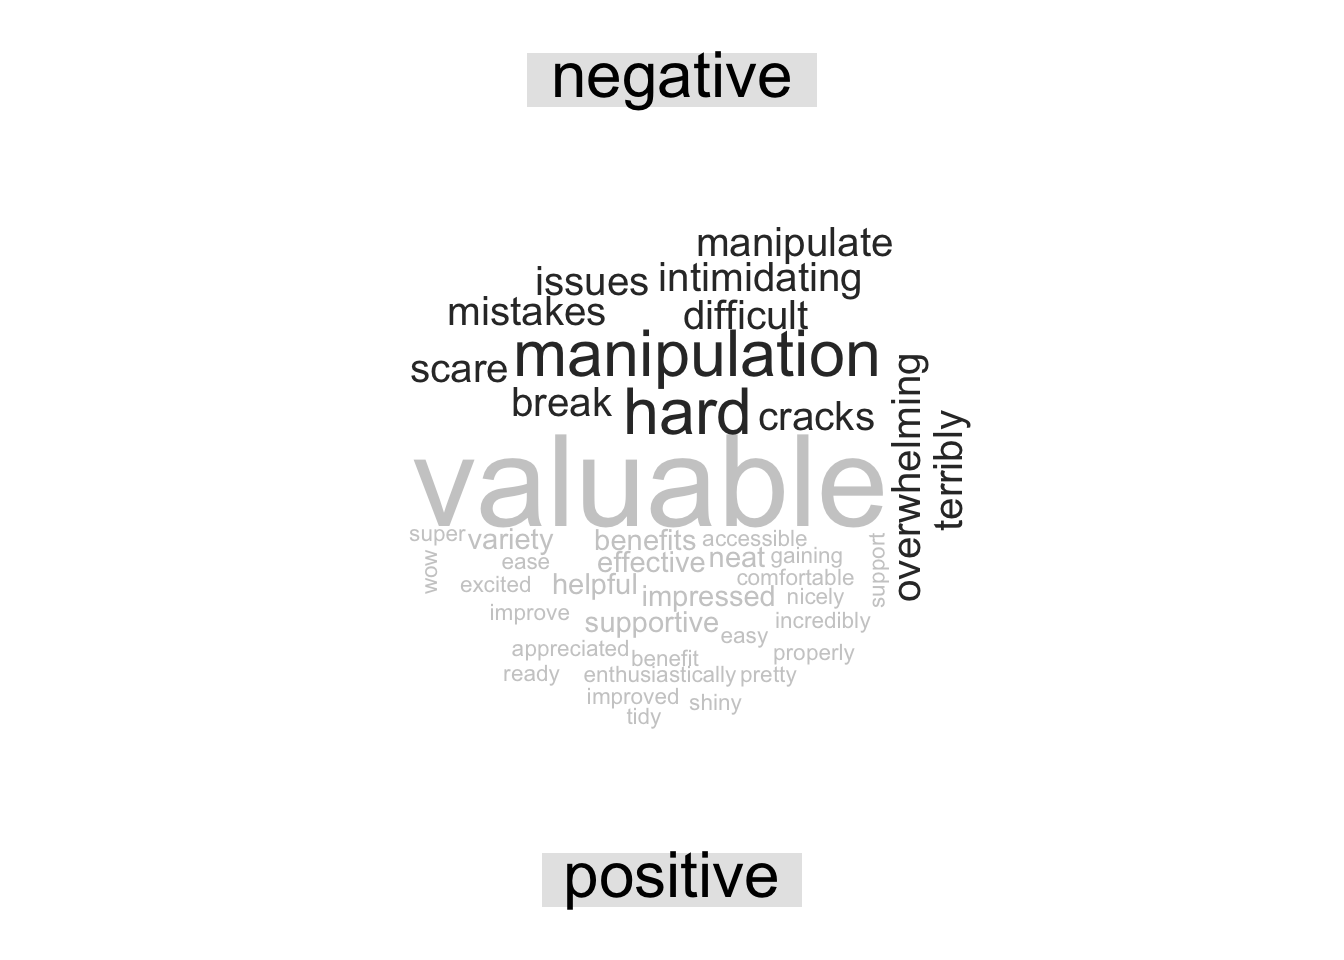 negative
manipulate
issues intimidating
mistakes difficult
scare manipulation
break hard cracks
overwhelming
terribly
valuable
super variety benefits accessible
wow ease effective neat gaining
support
excited helpful comfortable
impressed nicely
improve supportive incredibly
easy
appreciated benefit properly
ready enthusiastically pretty
improved shiny
tidy
positive